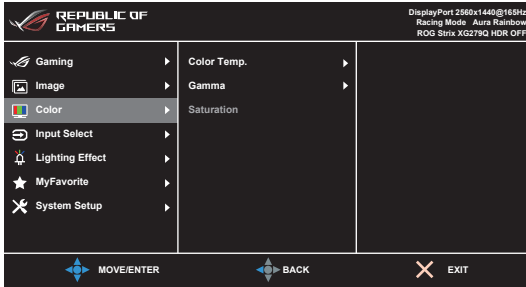 REPUBLIC OF
GAMERS
DisplayPort 2560x1440@165Hz
Racing Mode Aura Rainbow
ROG Strix XG279Q HDR OFF
Gaming
Image
Color
Input Select
Lighting Effect
MyFavorite
System Setup
Color Temp.
Gamma
Saturation
MOVE/ENTER
BACK
EXIT